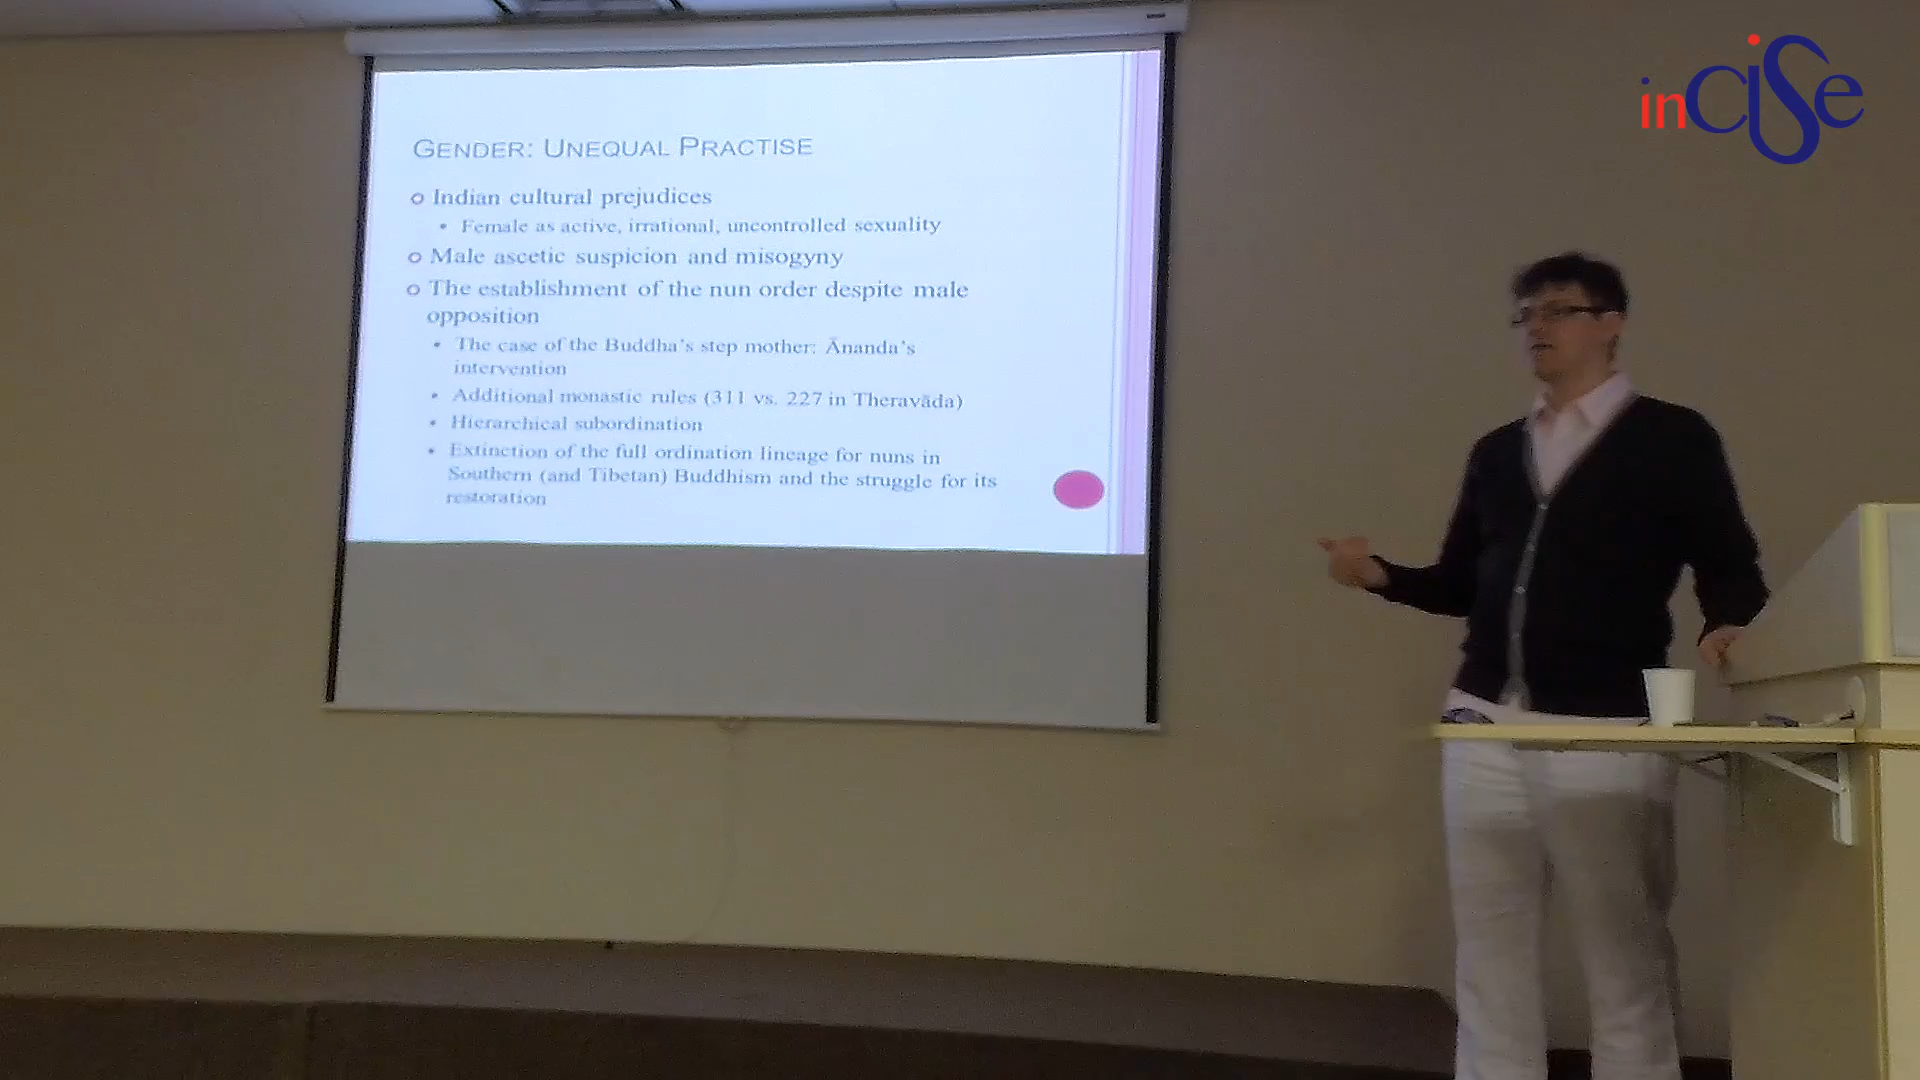 inCiSe
GENDER: UNEQUAL PRACTISE
Indian cultural prejudices
Female as active, irrational, uncontrolled sexuality
Male ascetic suspicion and misogyny
The establishment of the nun order despite male
opposition
The case of the Buddha's step mother: Ānanda's
intervention
Additional monastic rules (311 vs. 227 in Theravāda)
Hierarchical subordination
Extinction of the full ordination lineage for nuns in
Southern (and Tibetan) Buddhism and the struggle for its
restoration